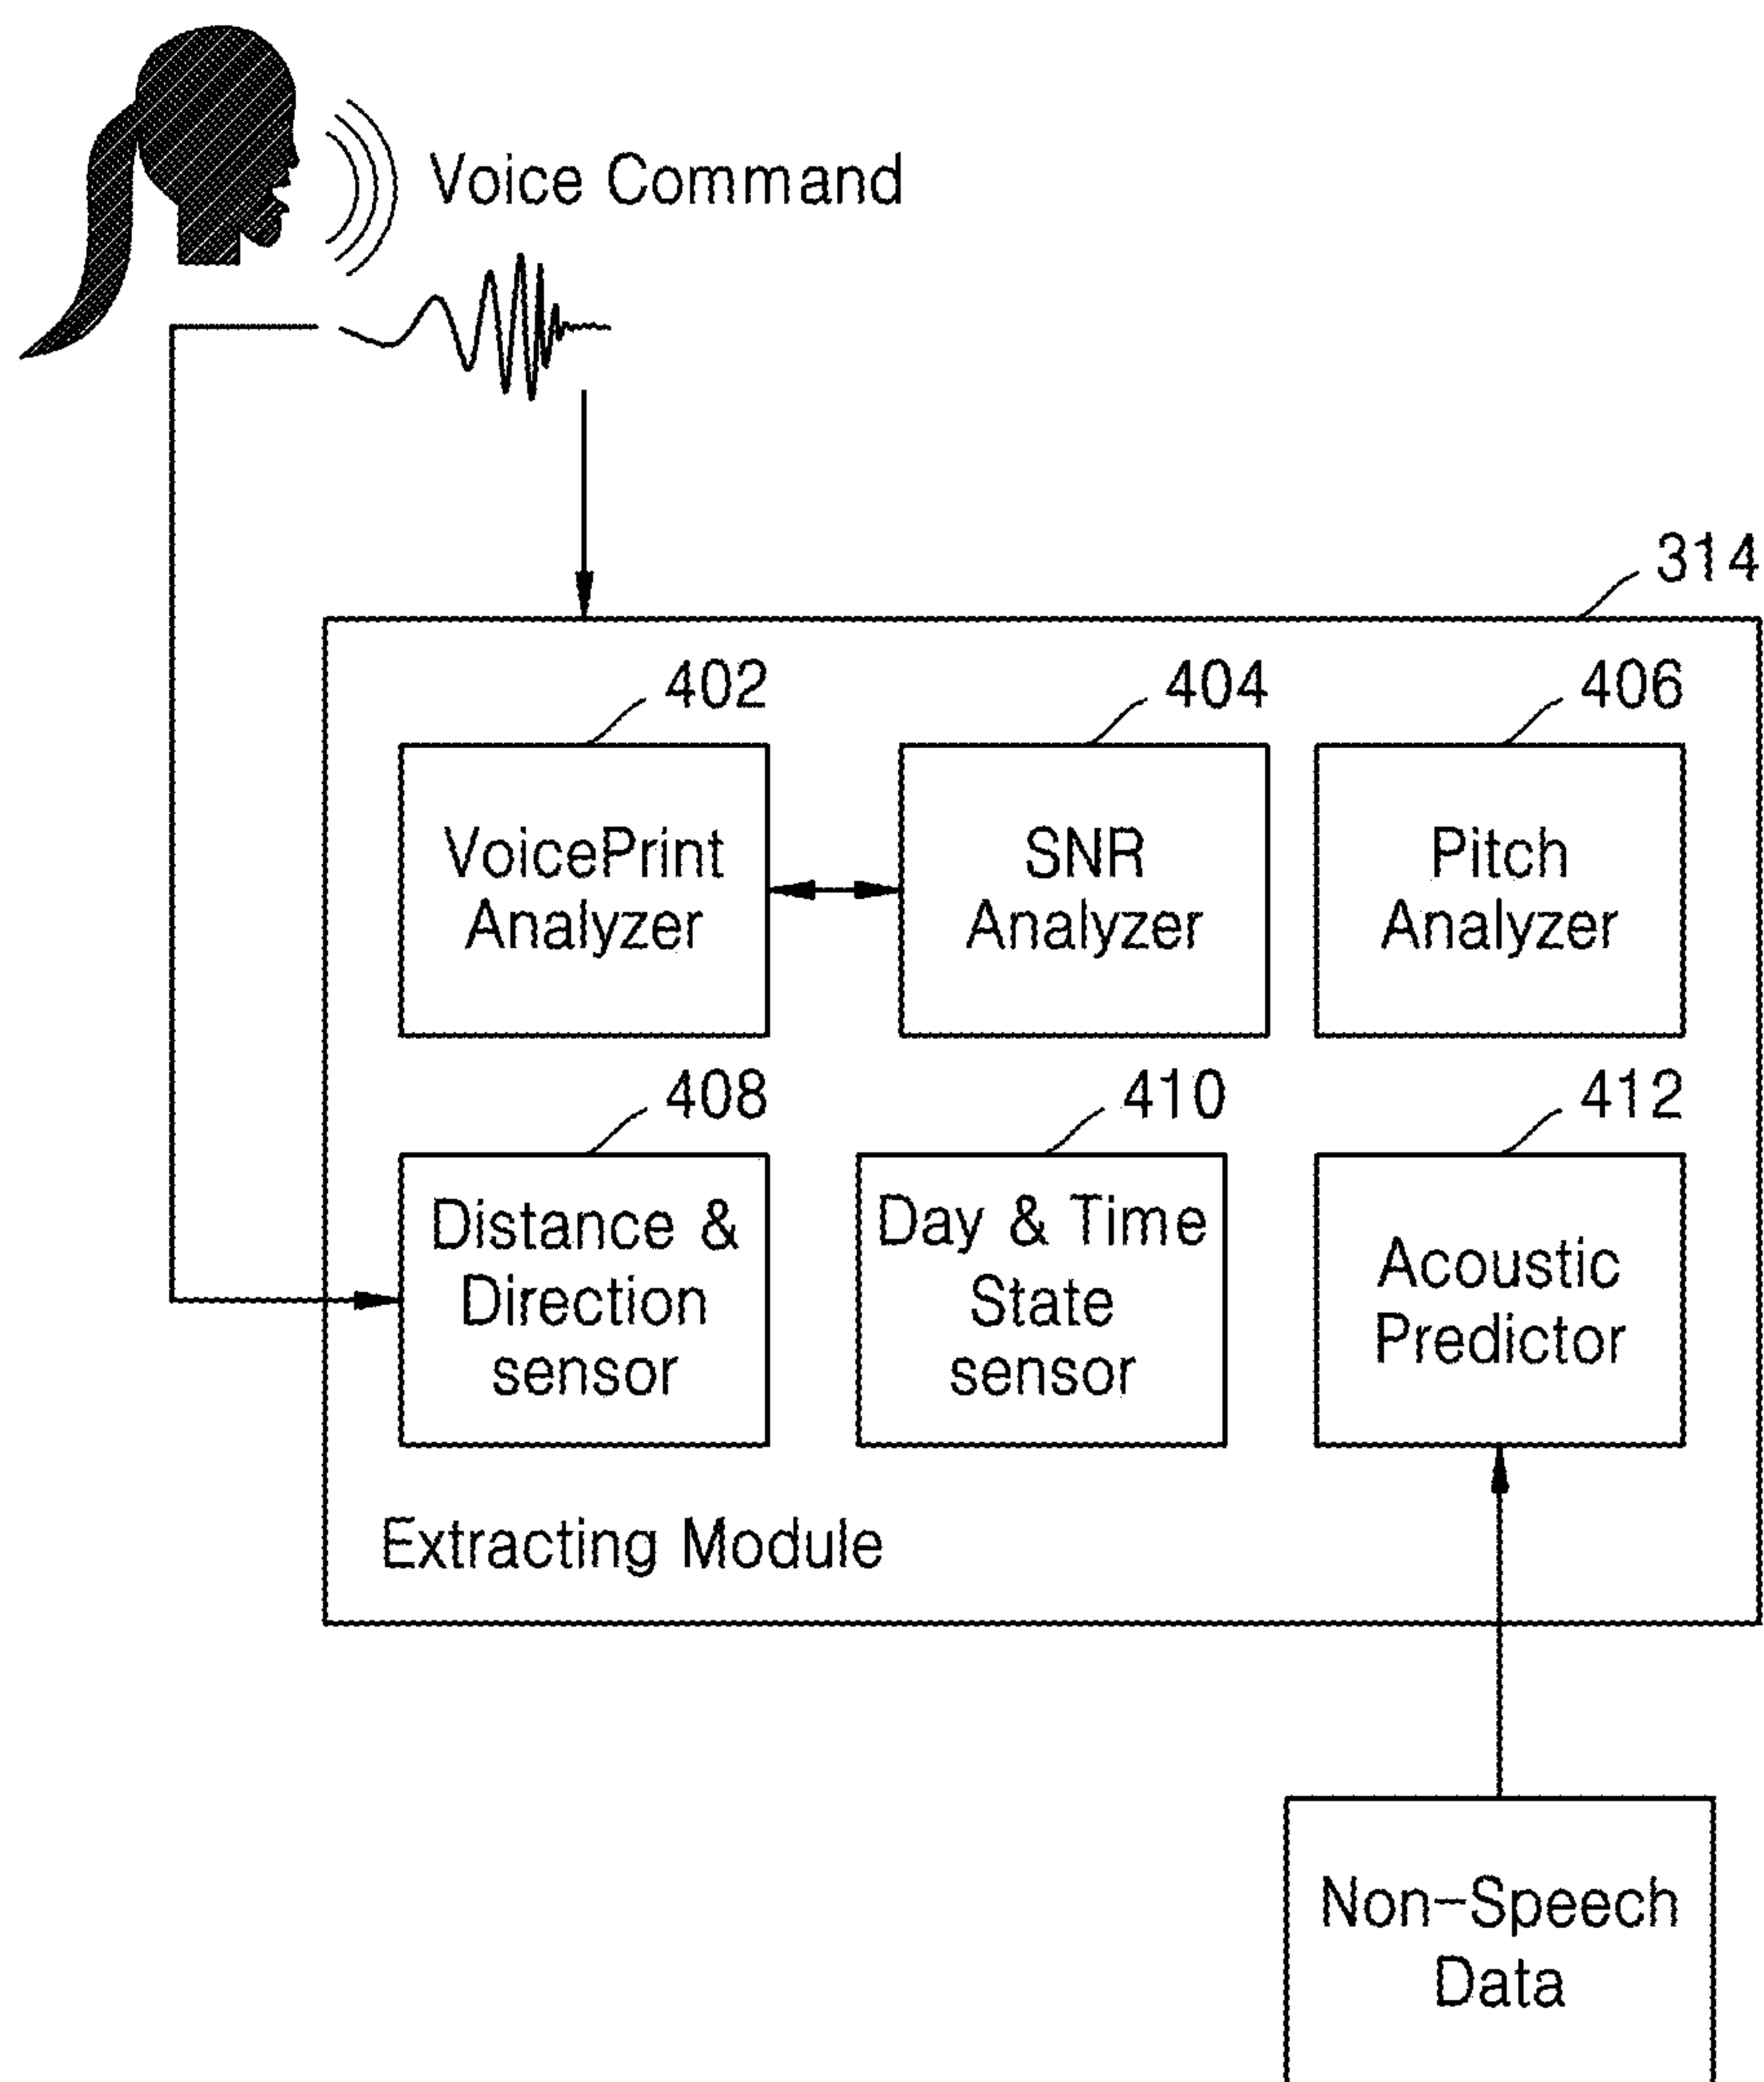 Voice Command
314
402
404
406
VoicePrint
Analyzer
SNR
Analyzer
Pitch
Analyzer
408
410
412
Distance &
Direction
sensor
Day & Time
State
sensor
Acoustic
Predictor
Extracting Module
Non-Speech
Data